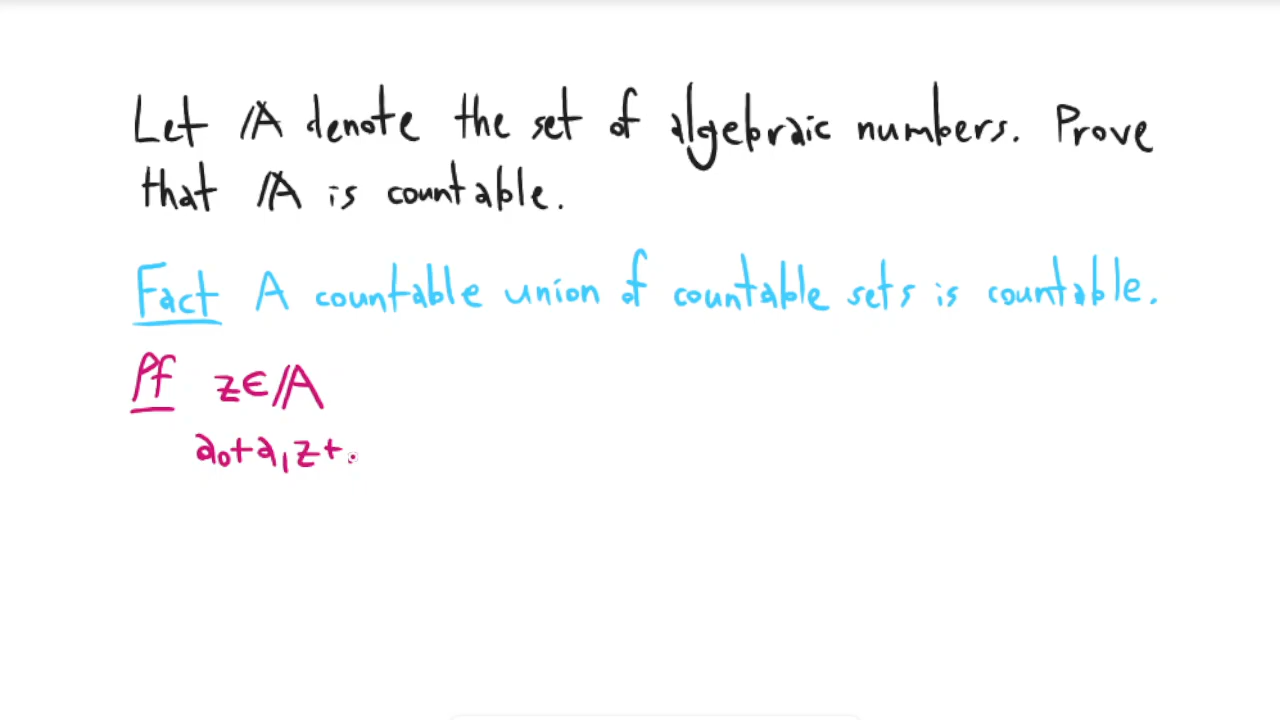 Let 𝔸 denote the set of algebraic numbers. Prove
that 𝔸 is countable.
Fact A countable union of countable sets is countable.
Pf z∈𝔸
a₀+a₁z+.